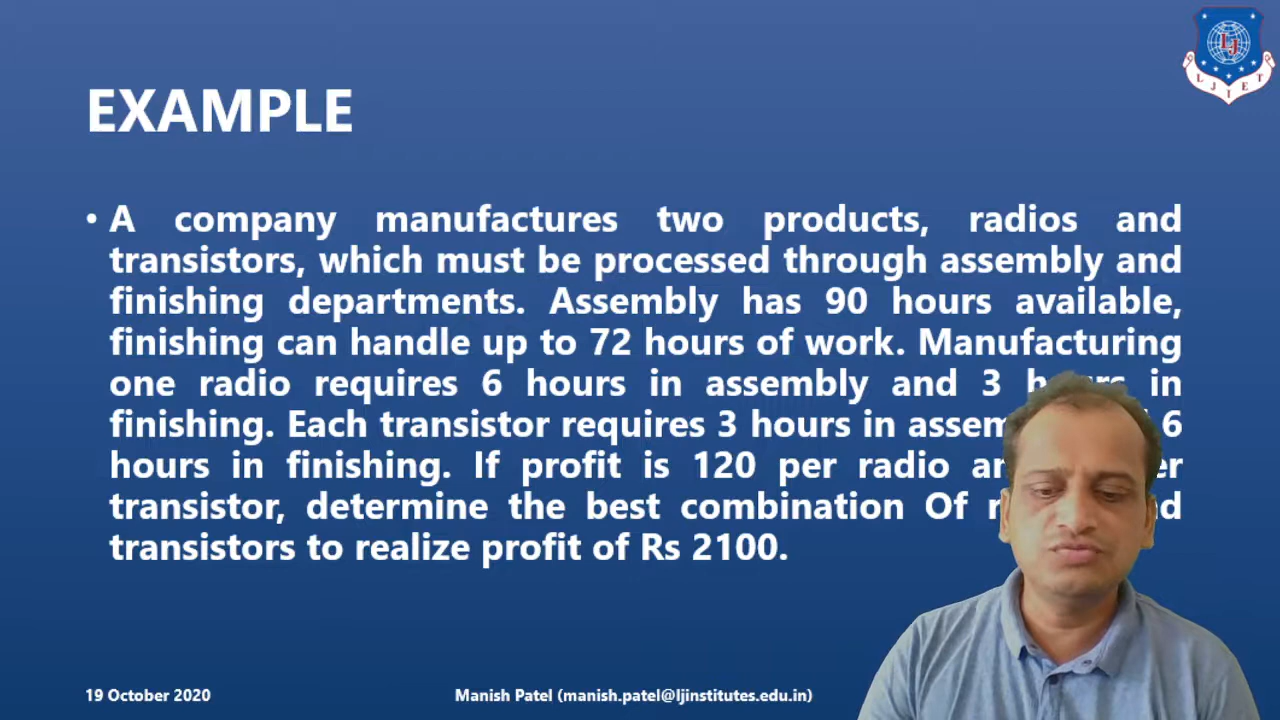 EXAMPLE
• A company manufactures two products, radios and
transistors, which must be processed through assembly and
finishing departments. Assembly has 90 hours available,
finishing can handle up to 72 hours of work. Manufacturing
one radio requires 6 hours in assembly and 3 in
finishing. Each transistor requires 3 hours in 6
hours in finishing. If profit is 120 per radio
transistor, determine the best combination Of
transistors to realize profit of Rs 2100.
19 October 2020
Manish Patel (manish.patel@ljinstitutes.edu.in)
LJ
LJIET